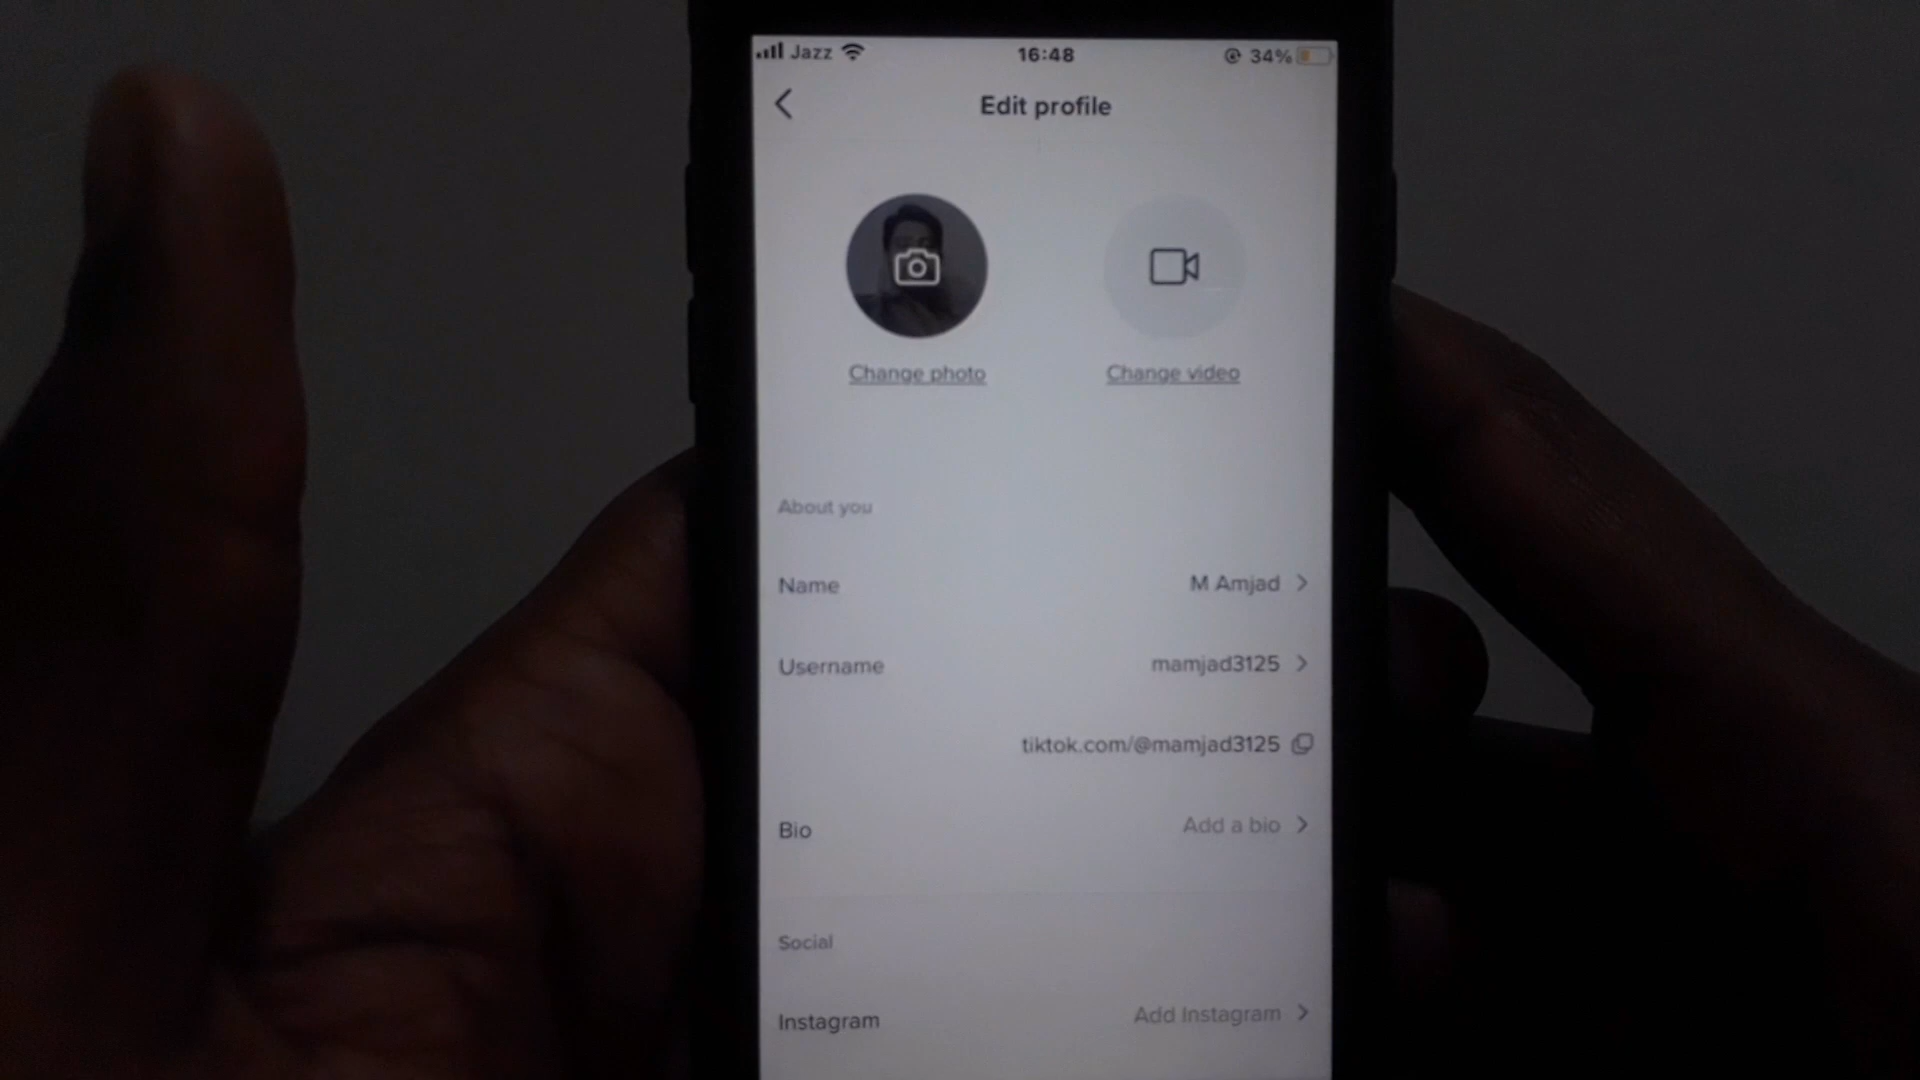 Jazz 16:48 34%
Edit profile
Change photo Change video
About you
Name M Amjad
Username mamjad3125
tiktok.com/@mamjad3125
Bio Add a bio
Social
Instagram Add Instagram